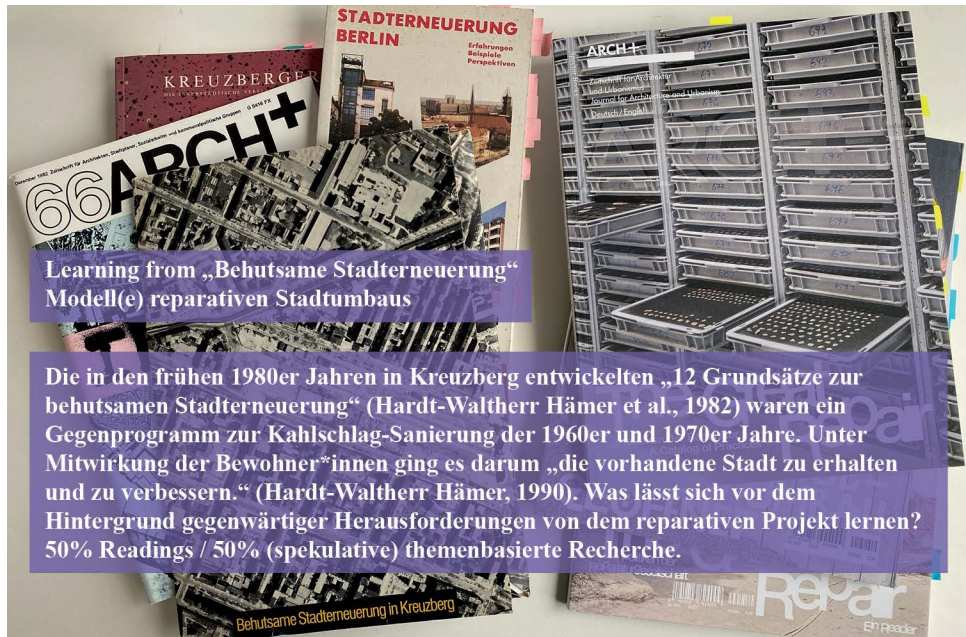 STADTERNEUERUNG
BERLIN
Erfahrungen
Beispiele
Perspektiven
KREUZBERGER
Dezember 1982 Zeitschrift für Architekten, Stadtplaner, Sozialarbeiter und kommunalpolitische Gruppen G 0416 FX
66 ARCH+
ARCH+
Zeitschrift für Architektur
und Urbanismus
Journal for Architecture and Urbanism
Deutsch/English
Learning from „Behutsame Stadterneuerung“
Modell(e) reparativen Stadtumbaus
Die in den frühen 1980er Jahren in Kreuzberg entwickelten „12 Grundsätze zur
behutsamen Stadterneuerung“ (Hardt-Waltherr Hämer et al., 1982) waren ein
Gegenprogramm zur Kahlschlag-Sanierung der 1960er und 1970er Jahre. Unter
Mitwirkung der Bewohner*innen ging es darum „die vorhandene Stadt zu erhalten
und zu verbessern.“ (Hardt-Waltherr Hämer, 1990). Was lässt sich vor dem
Hintergrund gegenwärtiger Herausforderungen von dem reparativen Projekt lernen?
50% Readings / 50% (spekulative) themenbasierte Recherche.
Repair
Ein Reader
Behutsame Stadterneuerung in Kreuzberg